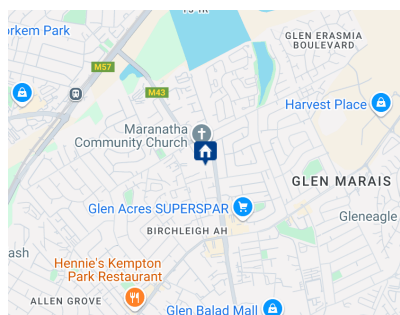 orkem Park
GLEN ERASMIA
BOULEVARD
M57
M43
Harvest Place
Maranatha
Community Church
GLEN MARAIS
Glen Acres SUPERSPAR
Gleneagle
BIRCHLEIGH AH
ash
Hennie's Kempton
Park Restaurant
ALLEN GROVE
Glen Balad Mall